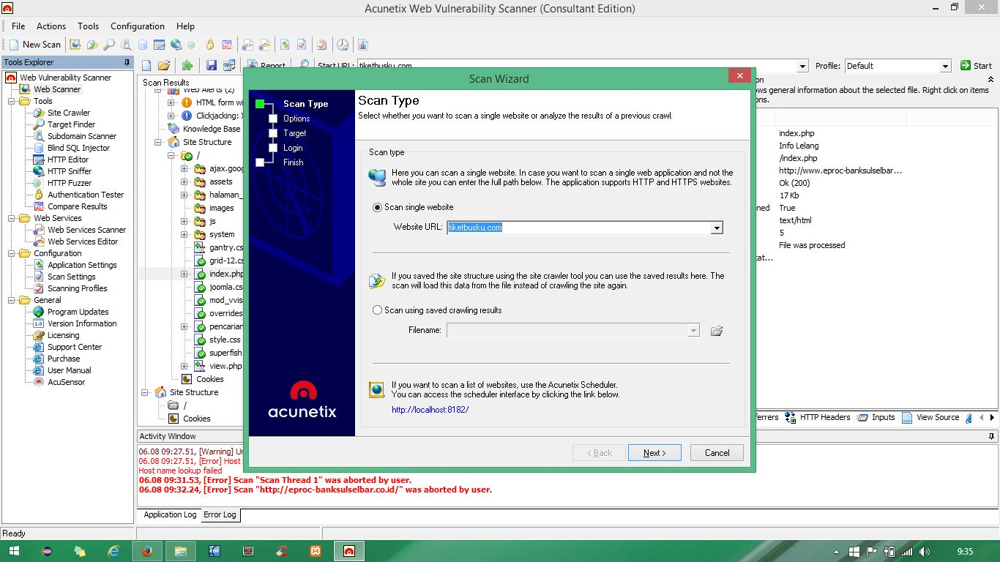 Acunetix Web Vulnerability Scanner (Consultant Edition)
File Actions Tools Configuration Help
New Scan
Tools Explorer
Web Vulnerability Scanner
Web Scanner
Tools
Site Crawler
Target Finder
Subdomain Scanner
Blind SQL Injector
HTTP Editor
HTTP Sniffer
HTTP Fuzzer
Authentication Tester
Compare Results
Web Services
Web Services Scanner
Web Services Editor
Configuration
Application Settings
Scan Settings
Scanning Profiles
General
Program Updates
Version Information
Licensing
Support Center
Purchase
User Manual
AcuSensor
Report Start URL: tiketbusku.com Profile: Default Start
Scan Results
Web Alerts (2)
HTML form wi
Clickjacking: X
Knowledge Base
Site Structure
/
ajax.goog
assets
halaman_
images
js
system
gantry.cs
grid-12.cs
index.php
joomla.cs
mod_vvis
overrides
pencarian
style.css
superfish
view.php
Cookies
Site Structure
/
Cookies
Scan Wizard
Scan Type
Options
Target
Login
Finish
acunetix
Scan Type
Select whether you want to scan a single website or analyze the results of a previous crawl.
Scan type
Here you can scan a single website. In case you want to scan a single web application and not the
whole site you can enter the full path below. The application supports HTTP and HTTPS websites.
Scan single website
Website URL: tiketbusku.com
If you saved the site structure using the site crawler tool you can use the saved results here. The
scan will load this data from the file instead of crawling the site again.
Scan using saved crawling results
Filename:
If you want to scan a list of websites, use the Acunetix Scheduler.
You can access the scheduler interface by clicking the link below.
http://localhost:8182/
< Back Next > Cancel
on
ows general information about the selected file. Right click on items
ons.
index.php
Info Lelang
/index.php
http://www.eproc-banksulselbar...
Ok (200)
17 Kb
ned True
text/html
5
File was processed
tat...
errers HTTP Headers Inputs View Source
Activity Window
06.08 09:27.51, [Warning] Un
06.08 09:27.51, [Error] Host
Host name lookup failed
06.08 09:31.53, [Error] Scan "Scan Thread 1" was aborted by user.
06.08 09:32.24, [Error] Scan "http://eproc-banksulselbar.co.id/" was aborted by user.
Application Log Error Log
Ready
9:35